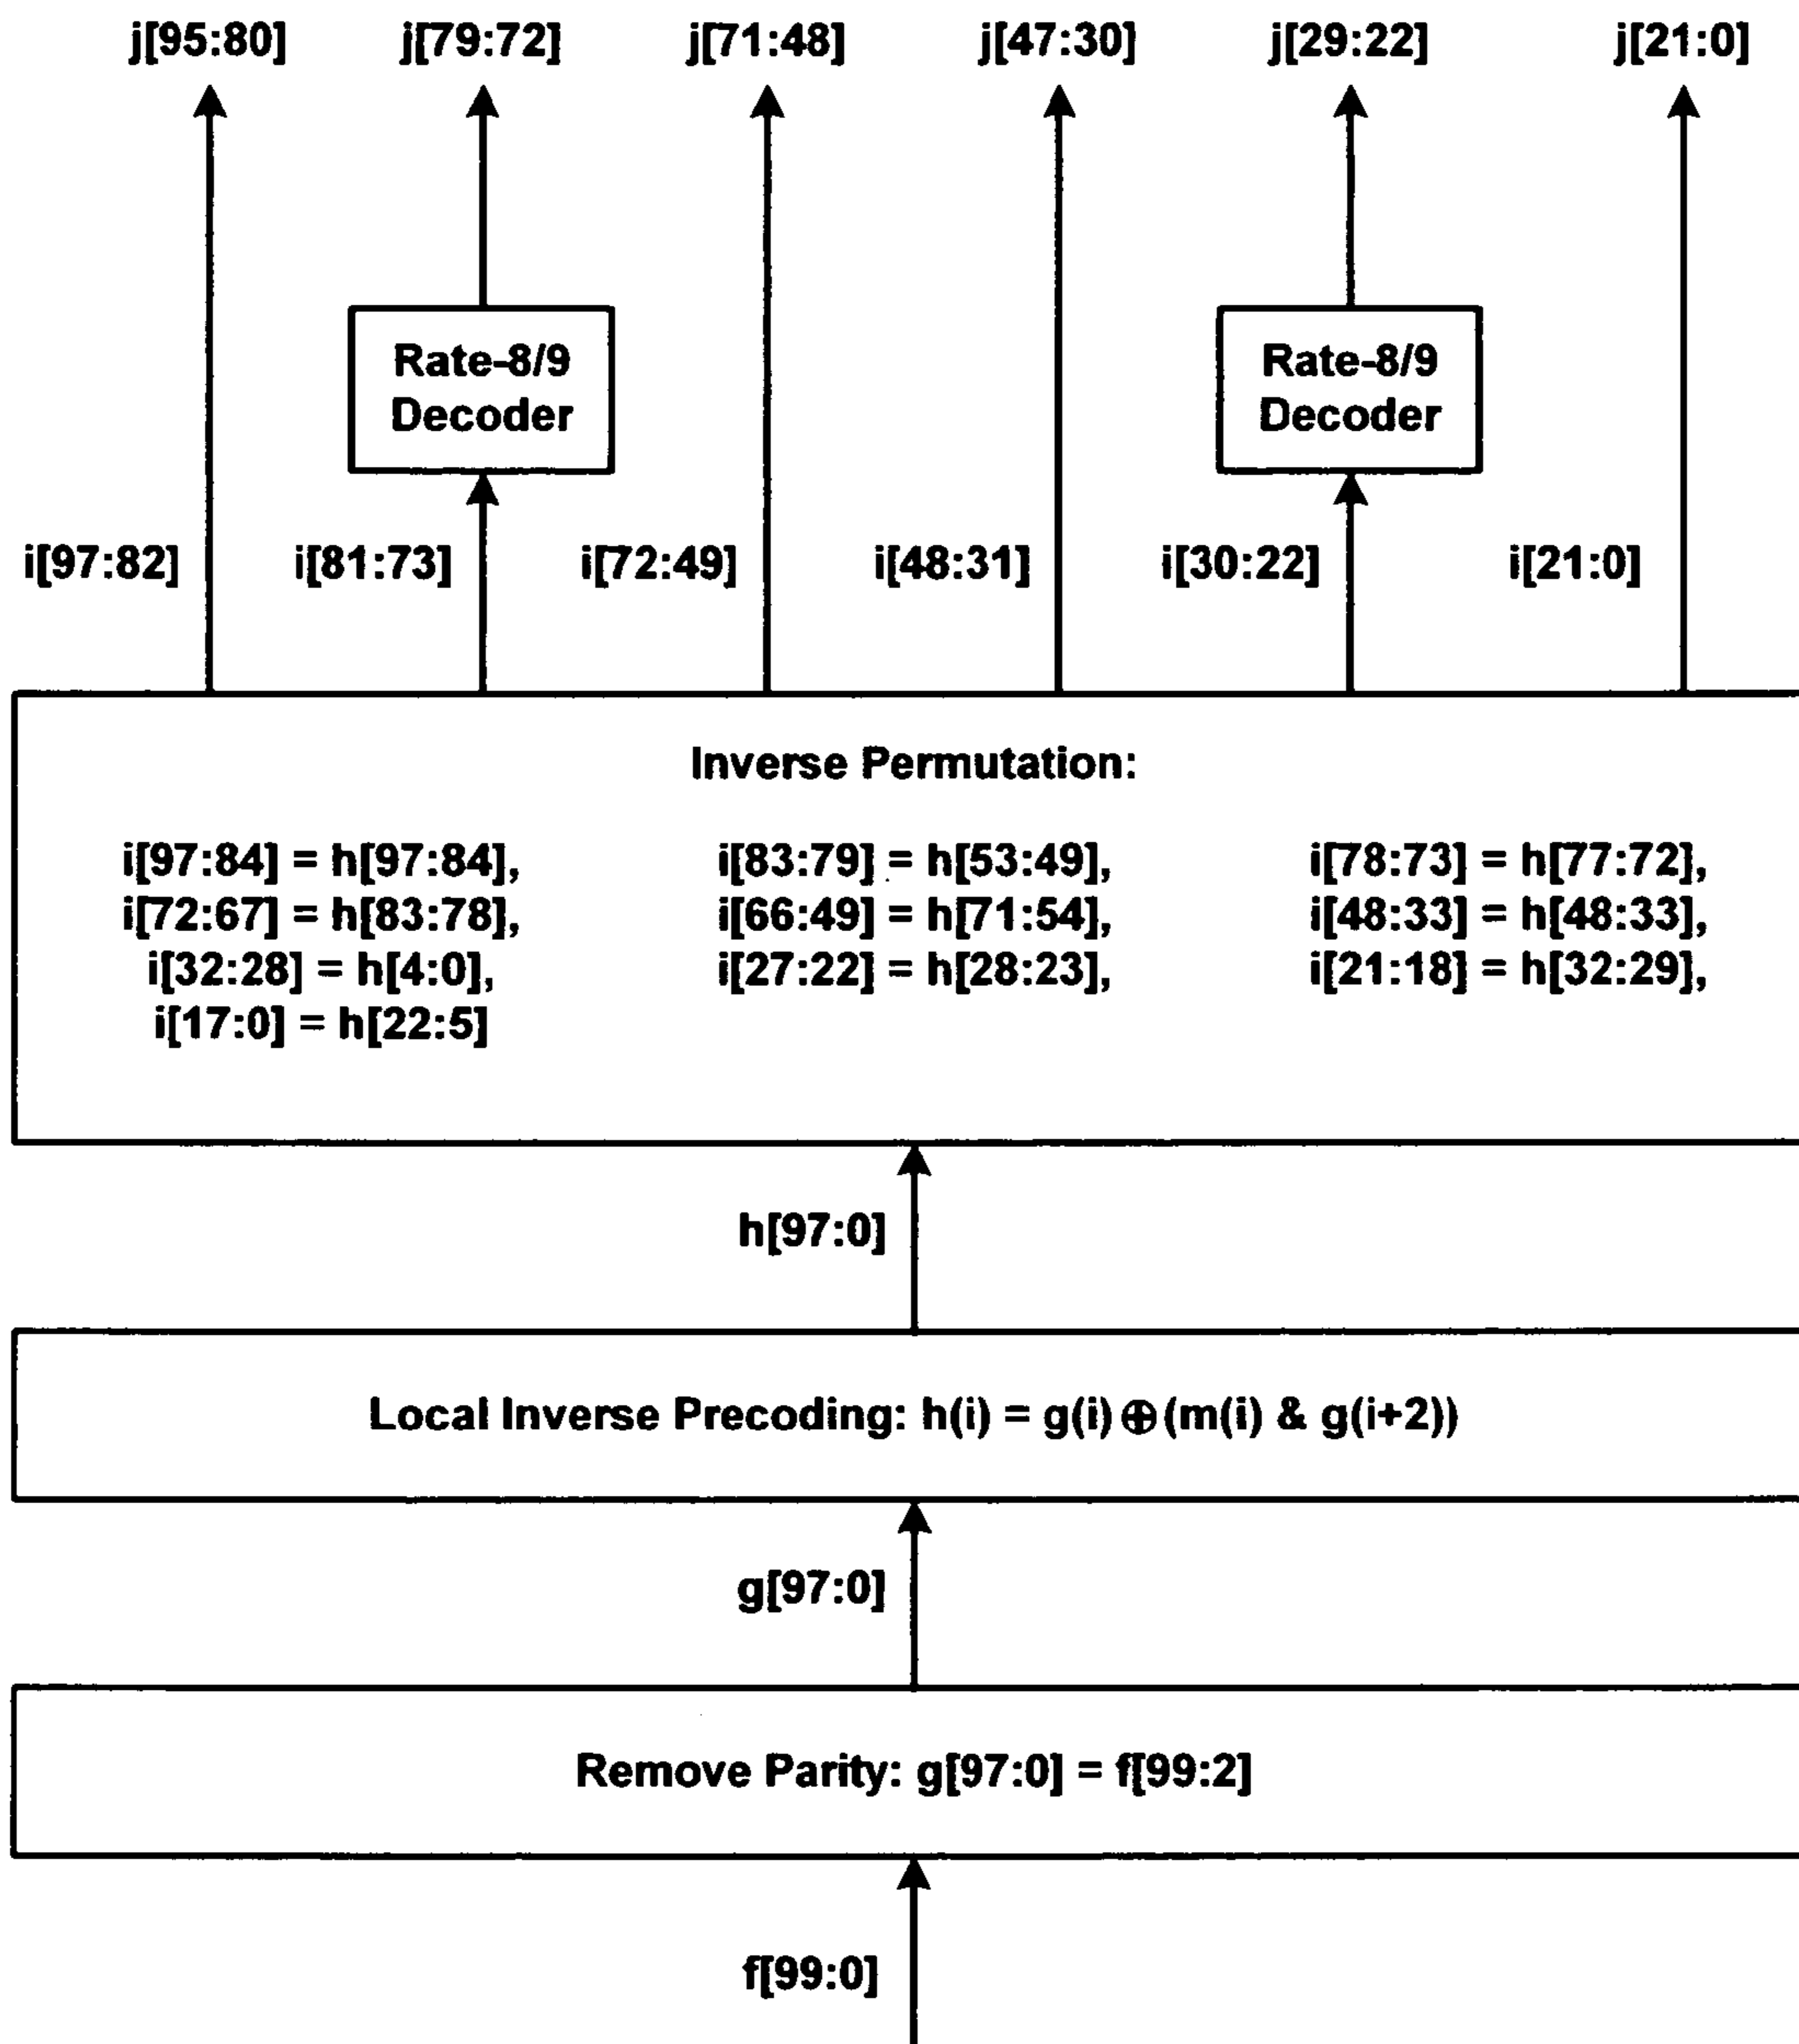 j[95:80] j[79:72] j[71:48] j[47:30] j[29:22] j[21:0]
Rate-8/9 Decoder
Rate-8/9 Decoder
i[97:82] i[81:73] i[72:49] i[48:31] i[30:22] i[21:0]
Inverse Permutation:
i[97:84] = h[97:84], i[83:79] = h[53:49], i[78:73] = h[77:72],
i[72:67] = h[83:78], i[66:49] = h[71:54], i[48:33] = h[48:33],
i[32:28] = h[4:0], i[27:22] = h[28:23], i[21:18] = h[32:29],
i[17:0] = h[22:5]
h[97:0]
Local Inverse Precoding: h(i) = g(i) ⊕ (m(i) & g(i+2))
g[97:0]
Remove Parity: g[97:0] = f[99:2]
f[99:0]